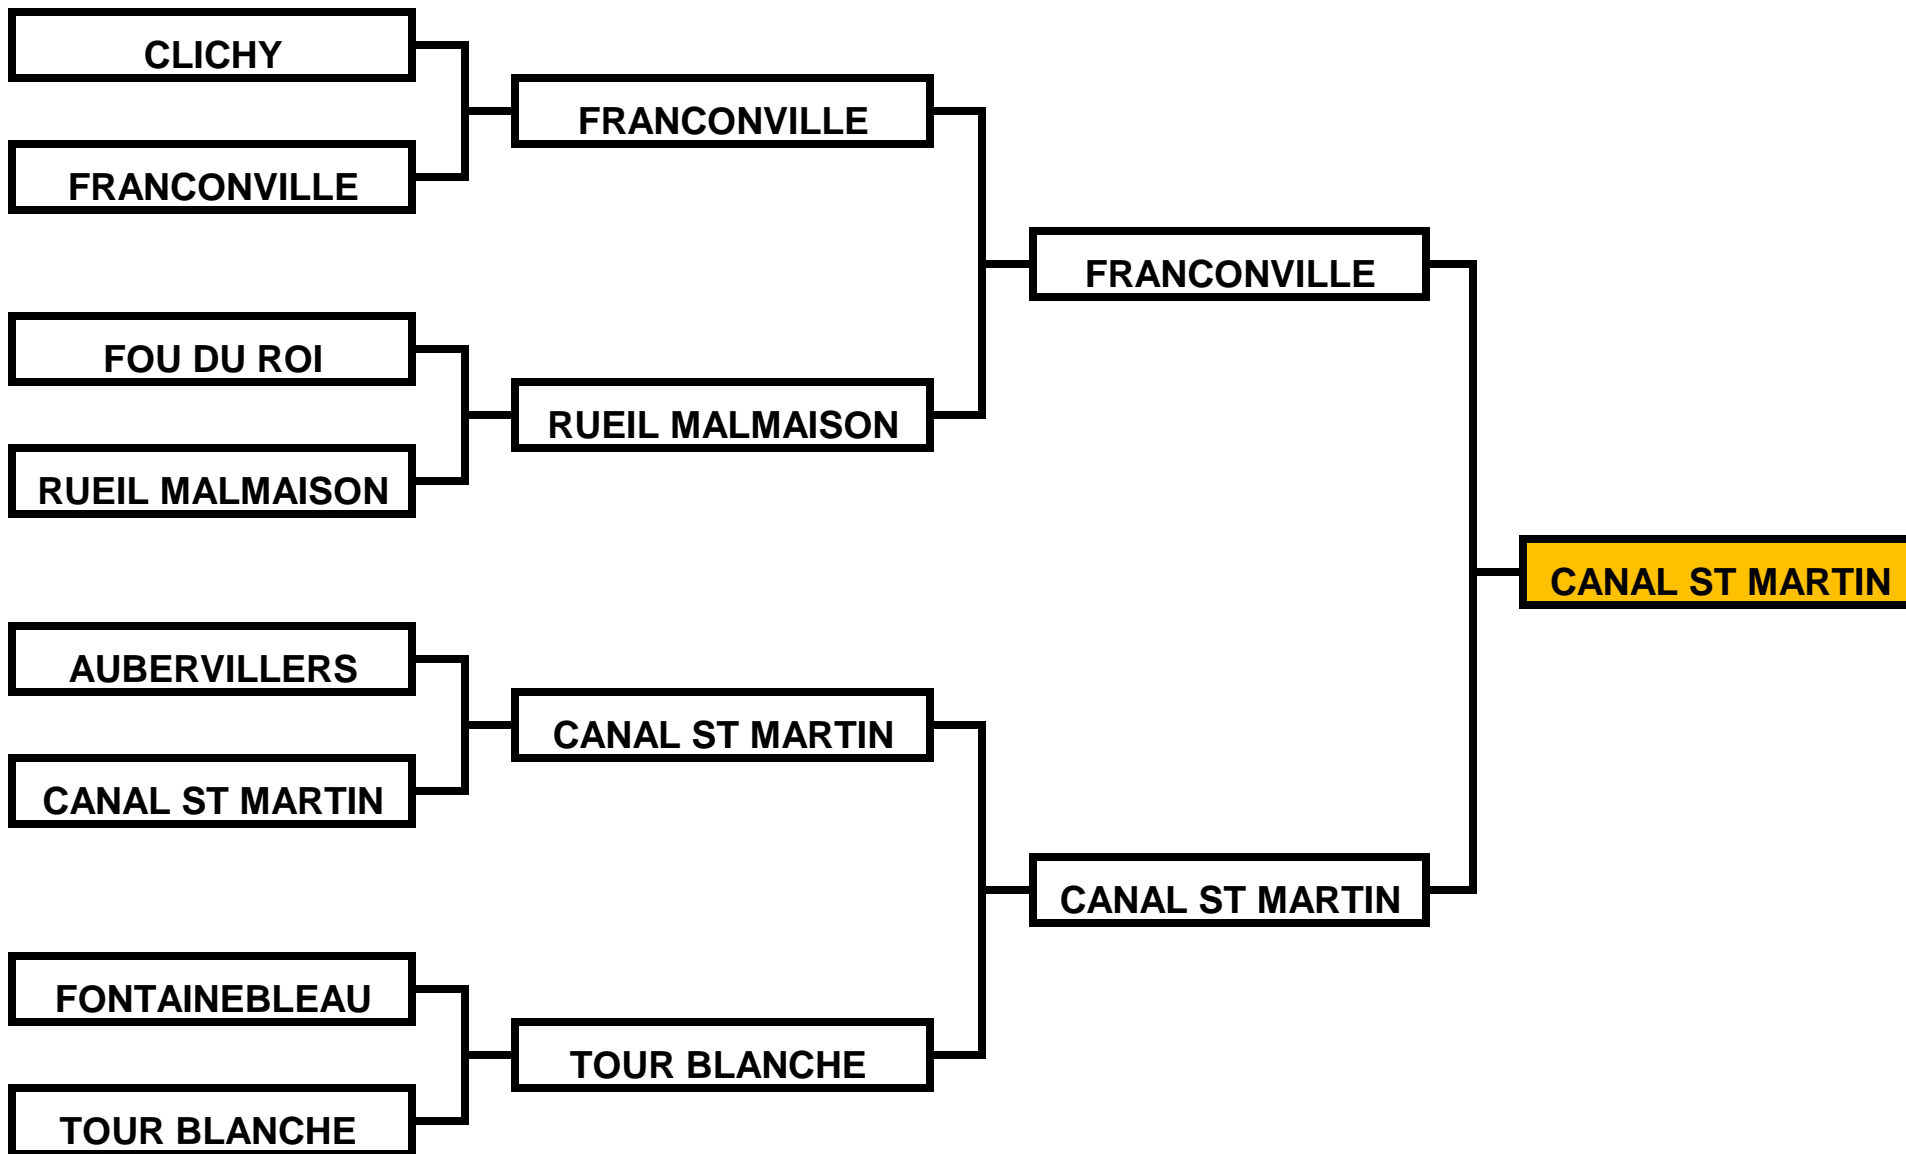 CLICHY
FRANCONVILLE
FRANCONVILLE
FRANCONVILLE
FOU DU ROI
RUEIL MALMAISON
RUEIL MALMAISON
CANAL ST MARTIN
AUBERVILLERS
CANAL ST MARTIN
CANAL ST MARTIN
CANAL ST MARTIN
FONTAINEBLEAU
TOUR BLANCHE
TOUR BLANCHE